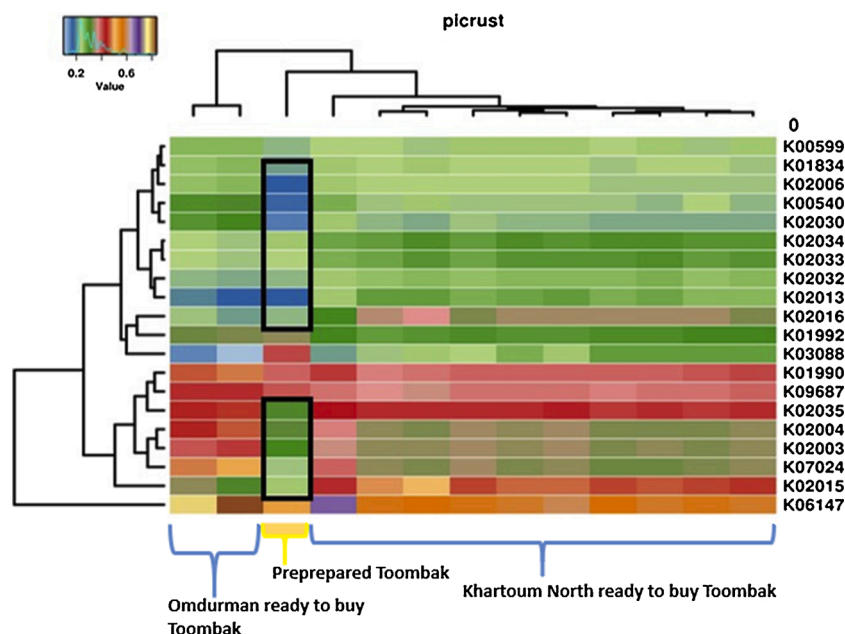 picrust
0.2 0.6
Value
0
K00599
K01834
K02006
K00540
K02030
K02034
K02033
K02032
K02013
K02016
K01992
K03088
K01990
K09687
K02035
K02004
K02003
K07024
K02015
K06147
Preprepared Toombak
Khartoum North ready to buy Toombak
Omdurman ready to buy
Toombak